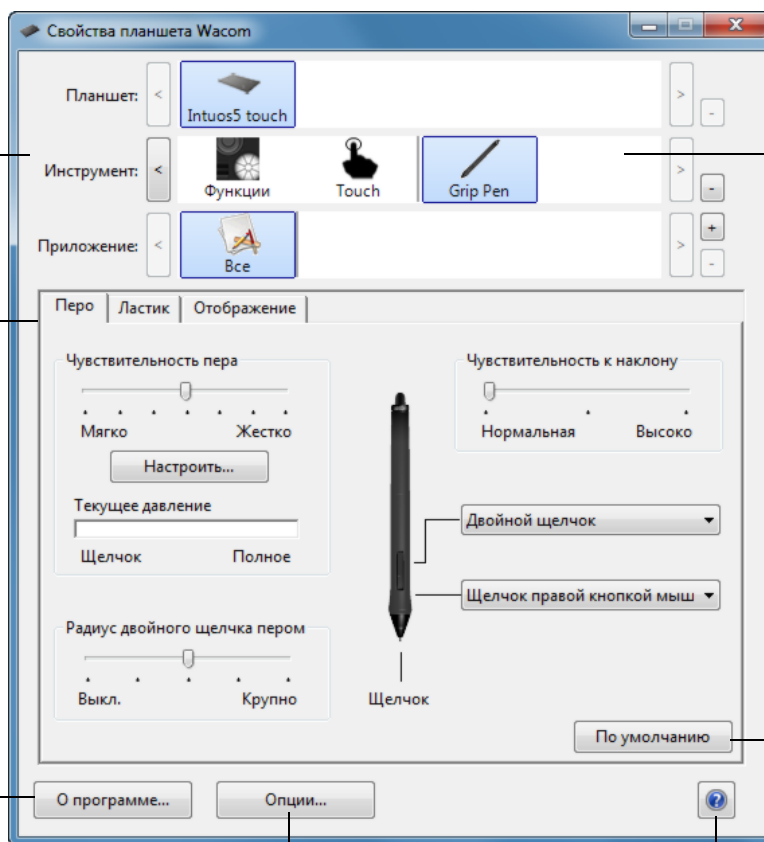 Свойства планшета Wacom
Планшет:
<
Intuos5 touch
>
-
Инструмент:
<
Функции
Touch
Grip Pen
>
-
Приложение:
<
Все
>
+
-
Перо
Ластик
Отображение
Чувствительность пера
Мягко
Жестко
Настроить...
Текущее давление
Щелчок
Полное
Радиус двойного щелчка пером
Выкл.
Крупно
Чувствительность к наклону
Нормальная
Высоко
Двойной щелчок
Щелчок правой кнопкой мыш
Щелчок
По умолчанию
О программе...
Опции...
?